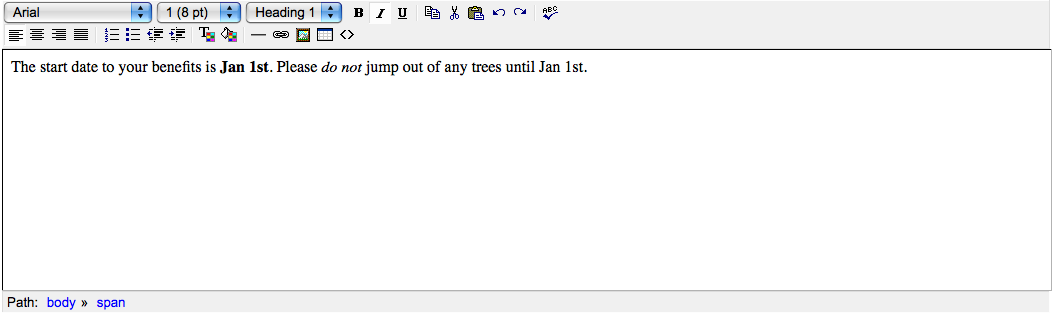 Arial 1 (8 pt) Heading 1 B I U ABC
T
The start date to your benefits is Jan 1st. Please do not jump out of any trees until Jan 1st.
Path: body » span